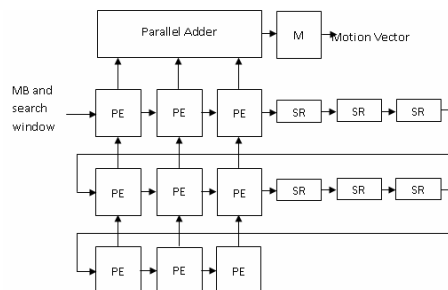 Parallel Adder
M
Motion Vector
MB and
search
window
PE
PE
PE
SR
SR
SR
PE
PE
PE
SR
SR
SR
PE
PE
PE